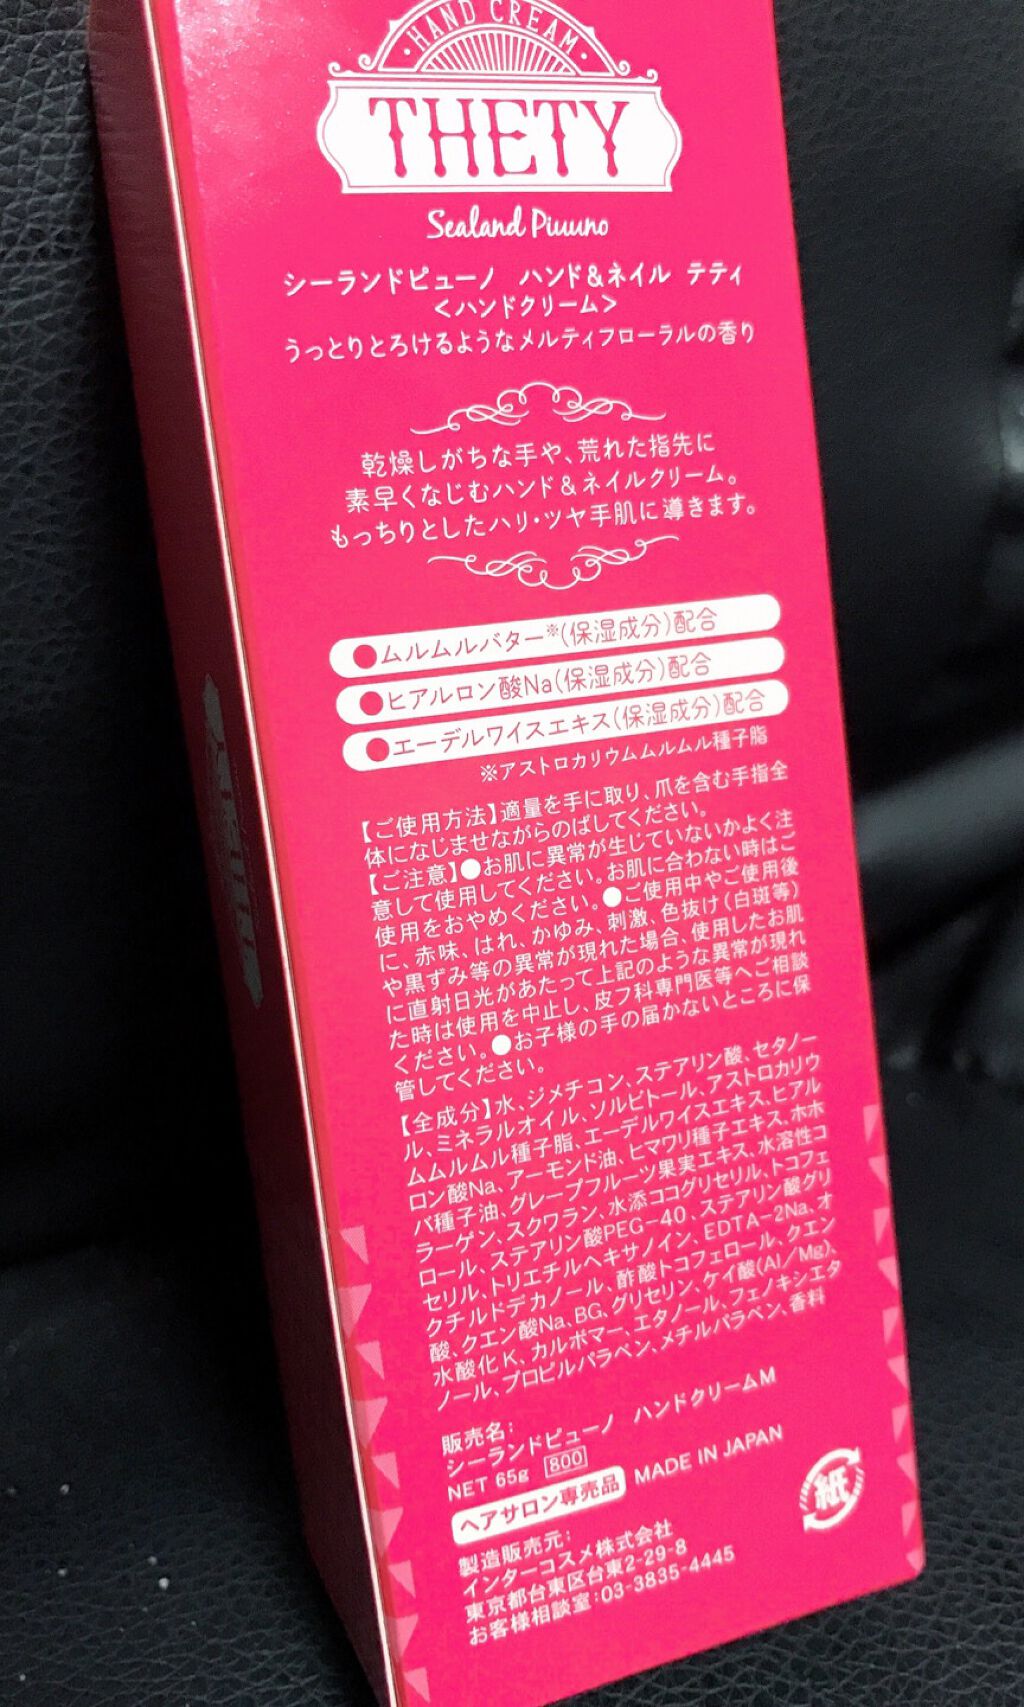 ・HAND CREAM・
THETY
Sealand Piuuno
シーランドピューノ ハンド&ネイル テティ
<ハンドクリーム>
うっとりとろけるようなメルティフローラルの香り
乾燥しがちな手や、荒れた指先に
素早くなじむハンド&ネイルクリーム。
もっちりとしたハリ・ツヤ手肌に導きます。
●ムルムルバター※(保湿成分)配合
●ヒアルロン酸Na(保湿成分)配合
●エーデルワイスエキス(保湿成分)配合
※アストロカリウムムルムル種子脂
【ご使用方法】適量を手に取り、爪を含む手指全
体になじませながらのばしてください。
【ご注意】●お肌に異常が生じていないかよく注
意して使用してください。お肌に合わない時はご
使用をおやめください。●ご使用中やご使用後
に、赤味、はれ、かゆみ、刺激、色抜け(白斑等)
や黒ずみ等の異常が現れた場合、使用したお肌
に直射日光があたって上記のような異常が現れ
た時は使用を中止し、皮フ科専門医等へご相談
ください。●お子様の手の届かないところに保
管してください。
【全成分】水、ジメチコン、ステアリン酸、セタノー
ル、ミネラルオイル、ソルビトール、アストロカリウ
ムムルムル種子脂、エーデルワイスエキス、ヒアル
ロン酸Na、アーモンド油、ヒマワリ種子エキス、ホホ
バ種子油、グレープフルーツ果実エキス、水溶性コ
ラーゲン、スクワラン、水添ココグリセリル、トコフェ
ロール、ステアリン酸PEG-40、ステアリン酸グリ
セリル、トリエチルヘキサノイン、EDTA-2Na、オ
クチルドデカノール、酢酸トコフェロール、クエン
酸、クエン酸Na、BG、グリセリン、ケイ酸(Al/Mg)、
水酸化K、カルボマー、エタノール、フェノキシエタ
ノール、プロピルパラベン、メチルパラベン、香料
販売名:
シーランドピューノ ハンドクリームM
NET 65g 800
ヘアサロン専売品 MADE IN JAPAN
製造販売元:
インターコスメ株式会社
東京都台東区台東2-29-8
お客様相談室:03-3835-4445
紙